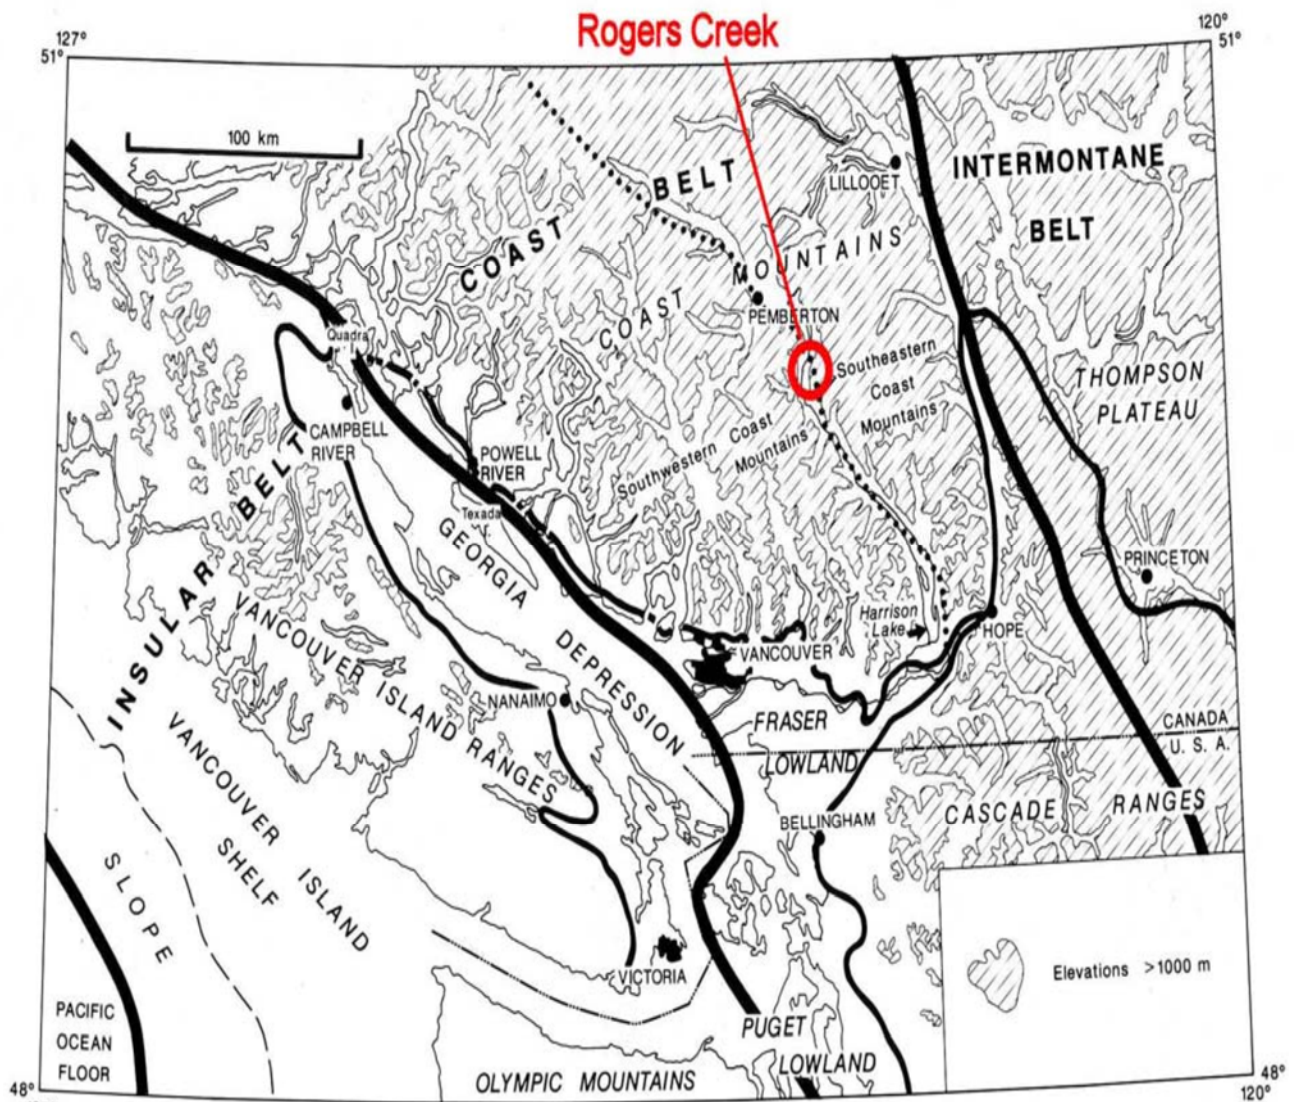 Rogers Creek
127°
51°
120°
51°
100 km
COAST BELT
INTERMONTANE
BELT
LILLOOET
COAST MOUNTAINS
PEMBERTON
Quadra
Southeastern
Coast
Mountains
THOMPSON
PLATEAU
CAMPBELL
RIVER
POWELL
RIVER
Southwestern Coast
Mountains
Texada
INSULAR BELT
GEORGIA
DEPRESSION
PRINCETON
VANCOUVER ISLAND RANGES
Harrison
Lake
HOPE
VANCOUVER
NANAIMO
FRASER
LOWLAND
CANADA
U. S. A.
VANCOUVER ISLAND
SHELF
CASCADE RANGES
BELLINGHAM
SLOPE
Elevations >1000 m
VICTORIA
PACIFIC
OCEAN
FLOOR
PUGET
LOWLAND
OLYMPIC MOUNTAINS
48°
48°
120°